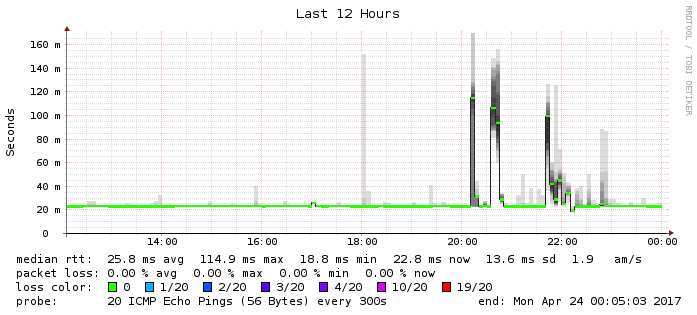 Last 12 Hours
RRDTOOL / TOBI OETIKER
Seconds
160 m
140 m
120 m
100 m
80 m
60 m
40 m
20 m
0
14:00 16:00 18:00 20:00 22:00 00:00
median rtt: 25.8 ms avg 114.9 ms max 18.8 ms min 22.8 ms now 13.6 ms sd 1.9 am/s
packet loss: 0.00 % avg 0.00 % max 0.00 % min 0.00 % now
loss color: 0 1/20 2/20 3/20 4/20 10/20 19/20
probe: 20 ICMP Echo Pings (56 Bytes) every 300s end: Mon Apr 24 00:05:03 2017